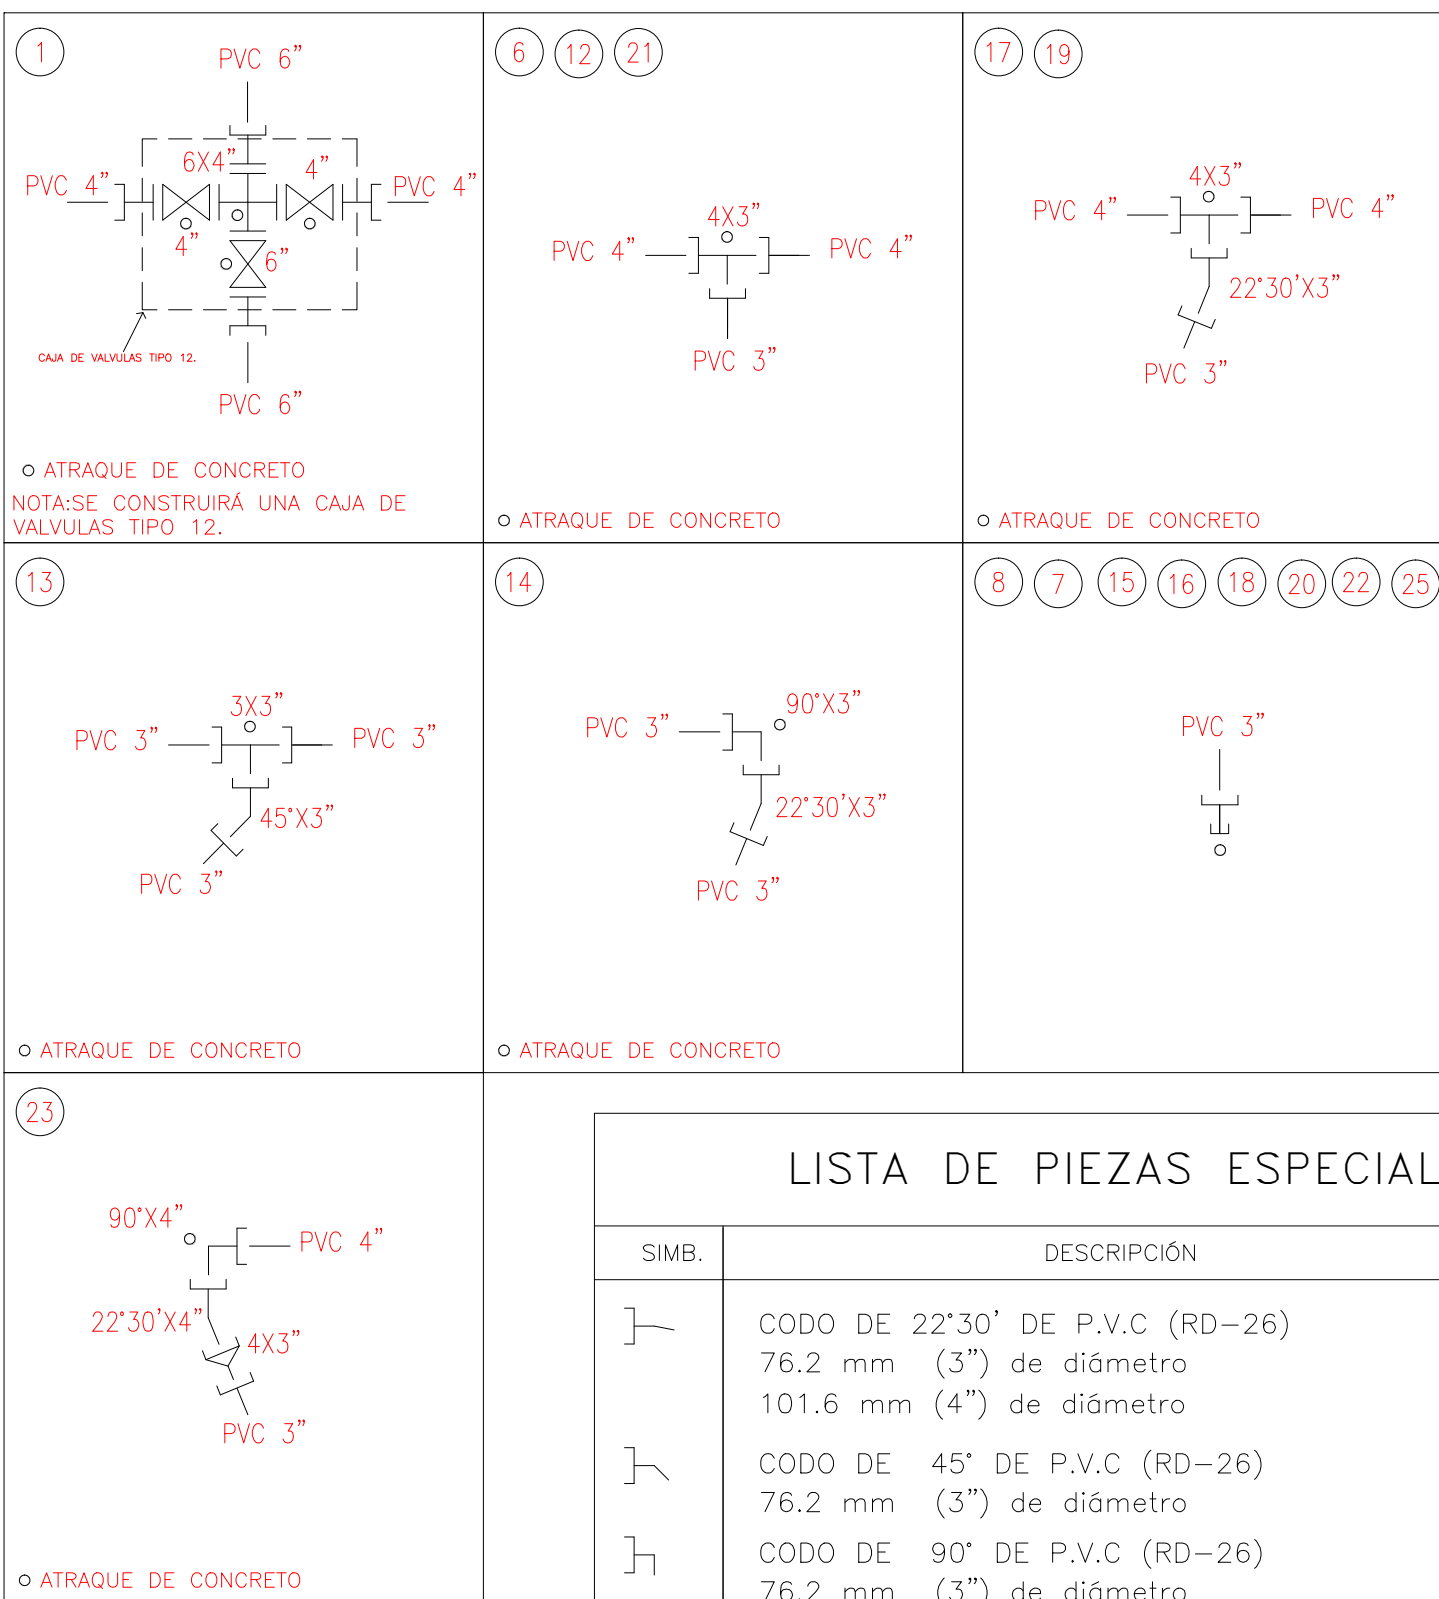 1
PVC 6"
6X4"
4"
PVC 4"
PVC 4"
4"
6"
CAJA DE VALVULAS TIPO 12.
PVC 6"
ATRAQUE DE CONCRETO
NOTA:SE CONSTRUIRÁ UNA CAJA DE
VALVULAS TIPO 12.
6 12 21
4X3"
PVC 4"
PVC 4"
PVC 3"
ATRAQUE DE CONCRETO
17 19
4X3"
PVC 4"
PVC 4"
22°30'X3"
PVC 3"
ATRAQUE DE CONCRETO
13
3X3"
PVC 3"
PVC 3"
45°X3"
PVC 3"
ATRAQUE DE CONCRETO
14
90°X3"
PVC 3"
22°30'X3"
PVC 3"
ATRAQUE DE CONCRETO
8 7 15 16 18 20 22 25
PVC 3"
23
90°X4"
PVC 4"
22°30'X4"
4X3"
PVC 3"
ATRAQUE DE CONCRETO
LISTA DE PIEZAS ESPECIAL
SIMB.
DESCRIPCIÓN
CODO DE 22°30' DE P.V.C (RD-26)
76.2 mm (3") de diámetro
101.6 mm (4") de diámetro
CODO DE 45° DE P.V.C (RD-26)
76.2 mm (3") de diámetro
CODO DE 90° DE P.V.C (RD-26)
76.2 mm (3") de diámetro